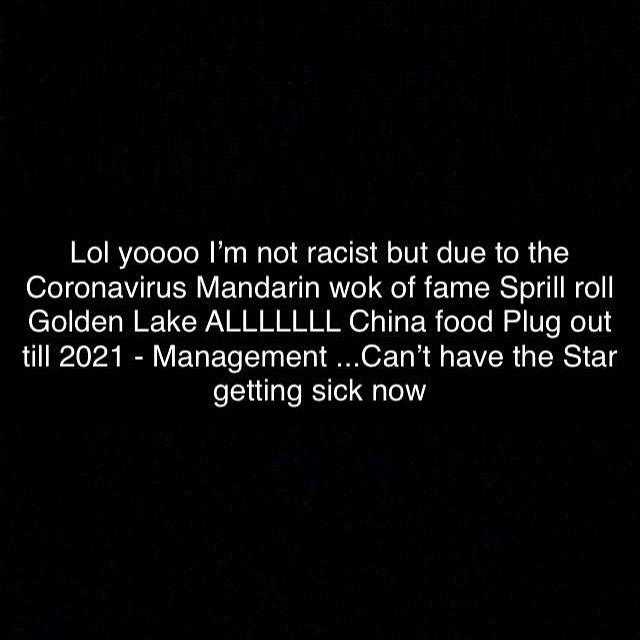 Lol yoooo I'm not racist but due to the
Coronavirus Mandarin wok of fame Sprill roll
Golden Lake ALLLLLLL China food Plug out
till 2021 - Management ...Can't have the Star
getting sick now